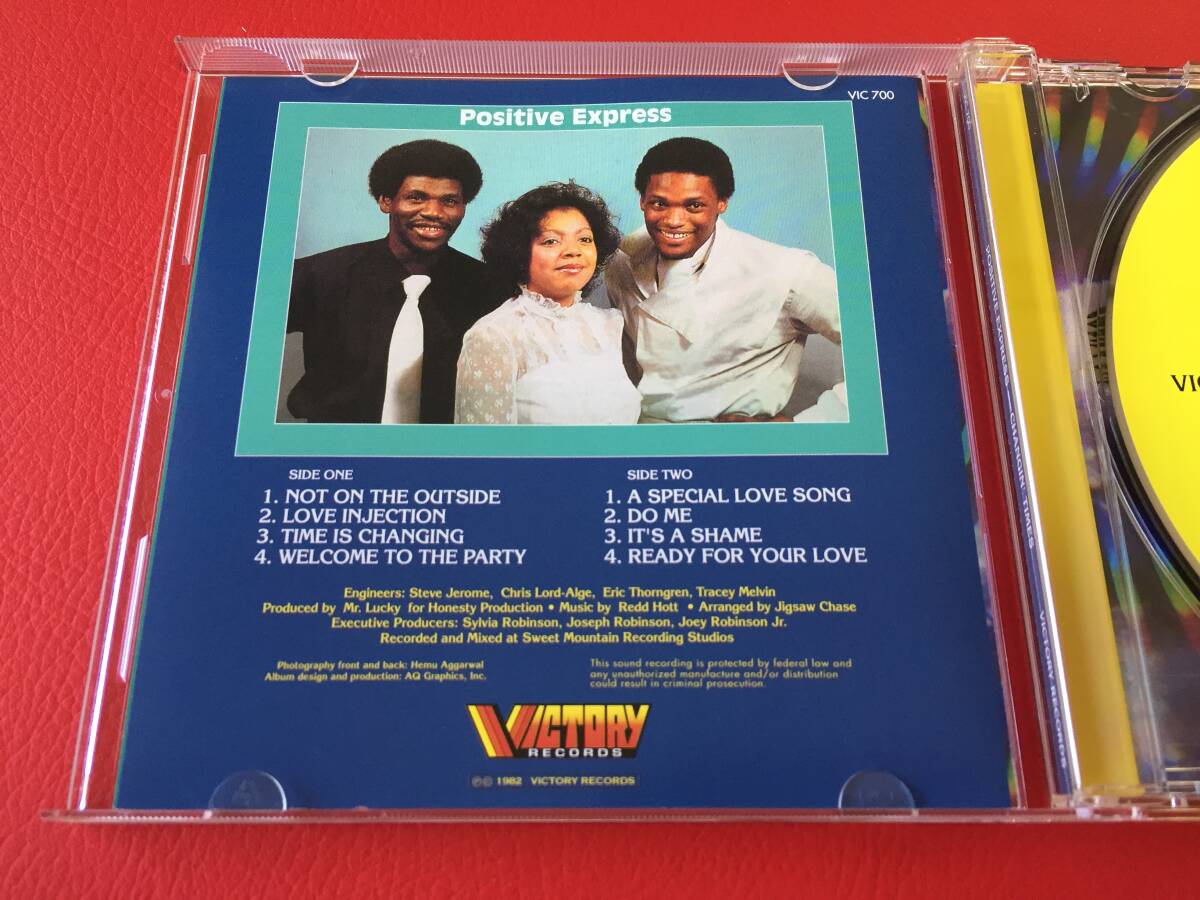 VIC 700
Positive Express
SIDE ONE
1. NOT ON THE OUTSIDE
2. LOVE INJECTION
3. TIME IS CHANGING
4. WELCOME TO THE PARTY
SIDE TWO
1. A SPECIAL LOVE SONG
2. DO ME
3. IT'S A SHAME
4. READY FOR YOUR LOVE
Engineers: Steve Jerome, Chris Lord-Alge, Eric Thorngren, Tracey Melvin
Produced by Mr. Lucky for Honesty Production • Music by Redd Hott • Arranged by Jigsaw Chase
Executive Producers: Sylvia Robinson, Joseph Robinson, Joey Robinson Jr.
Recorded and Mixed at Sweet Mountain Recording Studios
Photography front and back: Hemu Aggarwal
Album design and production: AQ Graphics, Inc.
This sound recording is protected by federal law and
any unauthorized manufacture and/or distribution
could result in criminal prosecution.
VICTORY
RECORDS
℗© 1982 VICTORY RECORDS
POSITIVE EXPRESS—CHANGIN' TIMES VICTORY RECORDS